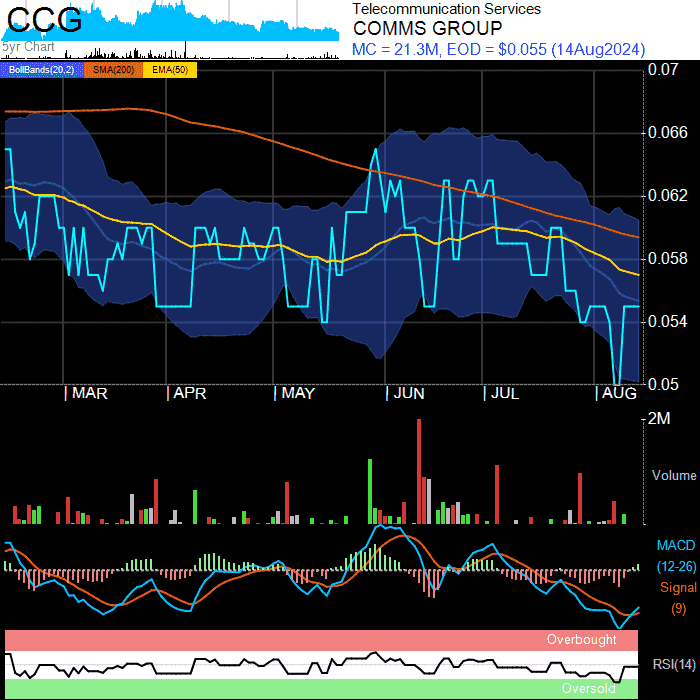 CCG
5yr Chart
Telecommunication Services
COMMS GROUP
MC = 21.3M, EOD = $0.055 (14Aug2024)
BollBands(20,2) SMA(200) EMA(50)
0.07
0.066
0.062
0.058
0.054
0.05
| MAR | APR | MAY | JUN | JUL | AUG
2M
Volume
MACD
(12-26)
Signal
(9)
Overbought
RSI(14)
Oversold